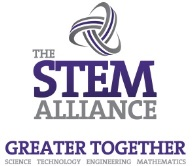 THE
STEM
ALLIANCE
GREATER TOGETHER
SCIENCE TECHNOLOGY ENGINEERING MATHEMATICS